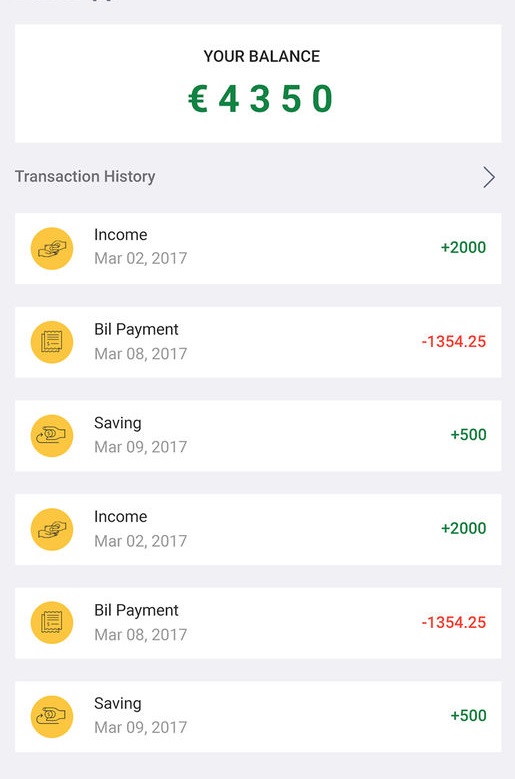 YOUR BALANCE
€ 4 3 5 0
Transaction History
Income
Mar 02, 2017
+2000
Bil Payment
Mar 08, 2017
-1354.25
Saving
Mar 09, 2017
+500
Income
Mar 02, 2017
+2000
Bil Payment
Mar 08, 2017
-1354.25
Saving
Mar 09, 2017
+500